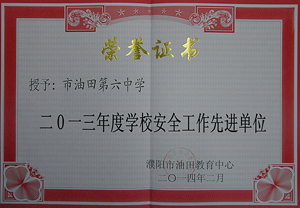 荣誉证书
授予：市油田第六中学
二0一三年度学校安全工作先进单位
濮阳市油田教育中心
二〇一四年二月